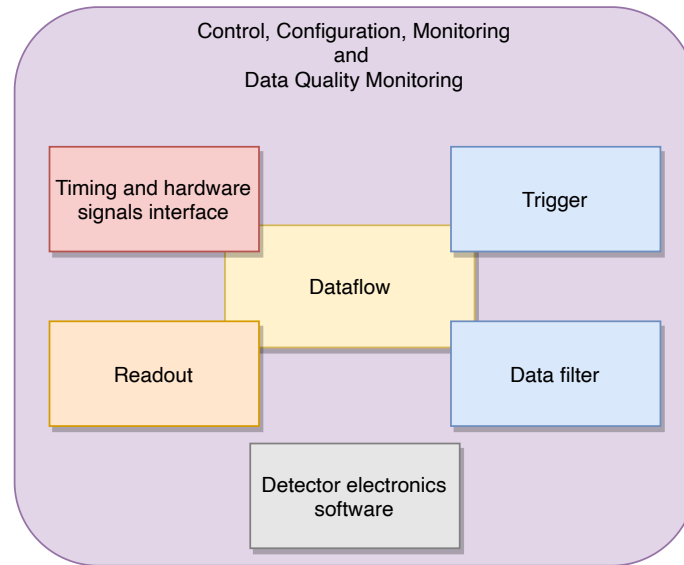 Control, Configuration, Monitoring
and
Data Quality Monitoring
Timing and hardware
signals interface
Trigger
Dataflow
Readout
Data filter
Detector electronics
software